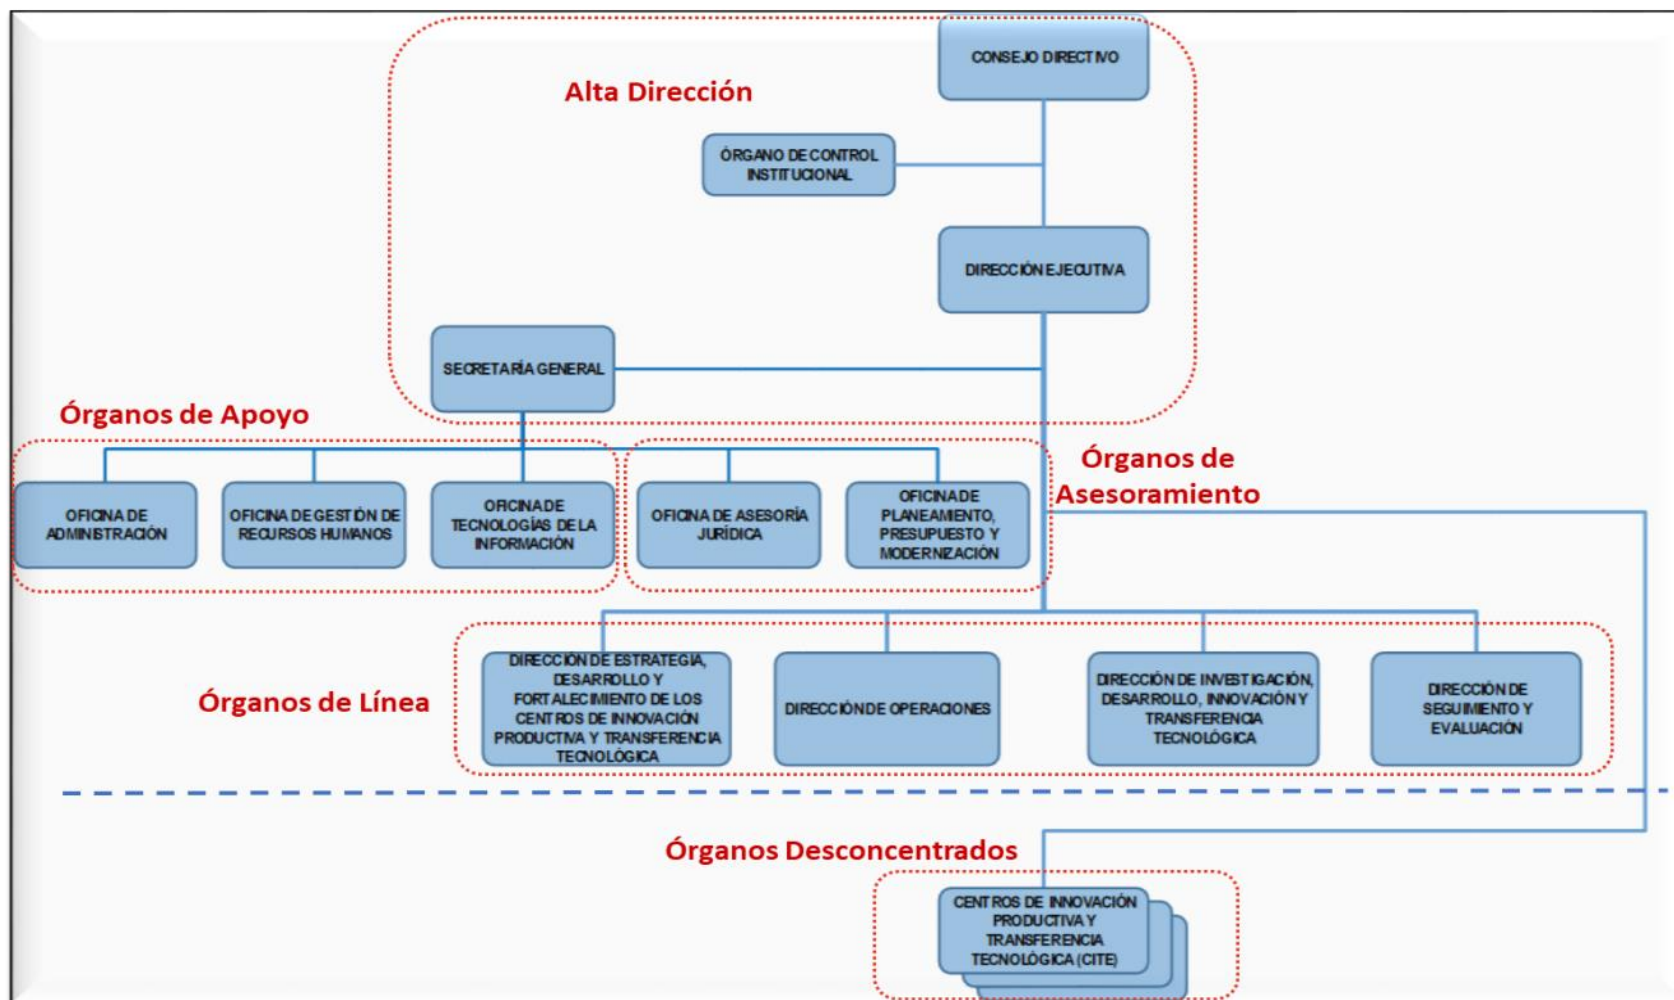 CONSEJO DIRECTIVO
Alta Dirección
ÓRGANO DE CONTROL
INSTITUCIONAL
DIRECCIÓN EJECUTIVA
SECRETARÍA GENERAL
Órganos de Apoyo
Órganos de
Asesoramiento
OFICINA DE
ADMINISTRACIÓN
OFICINA DE GESTIÓN DE
RECURSOS HUMANOS
OFICINA DE
TECNOLOGÍAS DE LA
INFORMACIÓN
OFICINA DE ASESORÍA
JURÍDICA
OFICINA DE
PLANEAMIENTO,
PRESUPUESTO Y
MODERNIZACIÓN
Órganos de Línea
DIRECCIÓN DE ESTRATEGIA,
DESARROLLO Y
FORTALECIMIENTO DE LOS
CENTROS DE INNOVACIÓN
PRODUCTIVA Y TRANSFERENCIA
TECNOLÓGICA
DIRECCIÓN DE OPERACIONES
DIRECCIÓN DE INVESTIGACIÓN,
DESARROLLO, INNOVACIÓN Y
TRANSFERENCIA
TECNOLÓGICA
DIRECCIÓN DE
SEGUIMIENTO Y
EVALUACIÓN
Órganos Desconcentrados
CENTROS DE INNOVACIÓN
PRODUCTIVA Y
TRANSFERENCIA
TECNOLÓGICA (CITE)